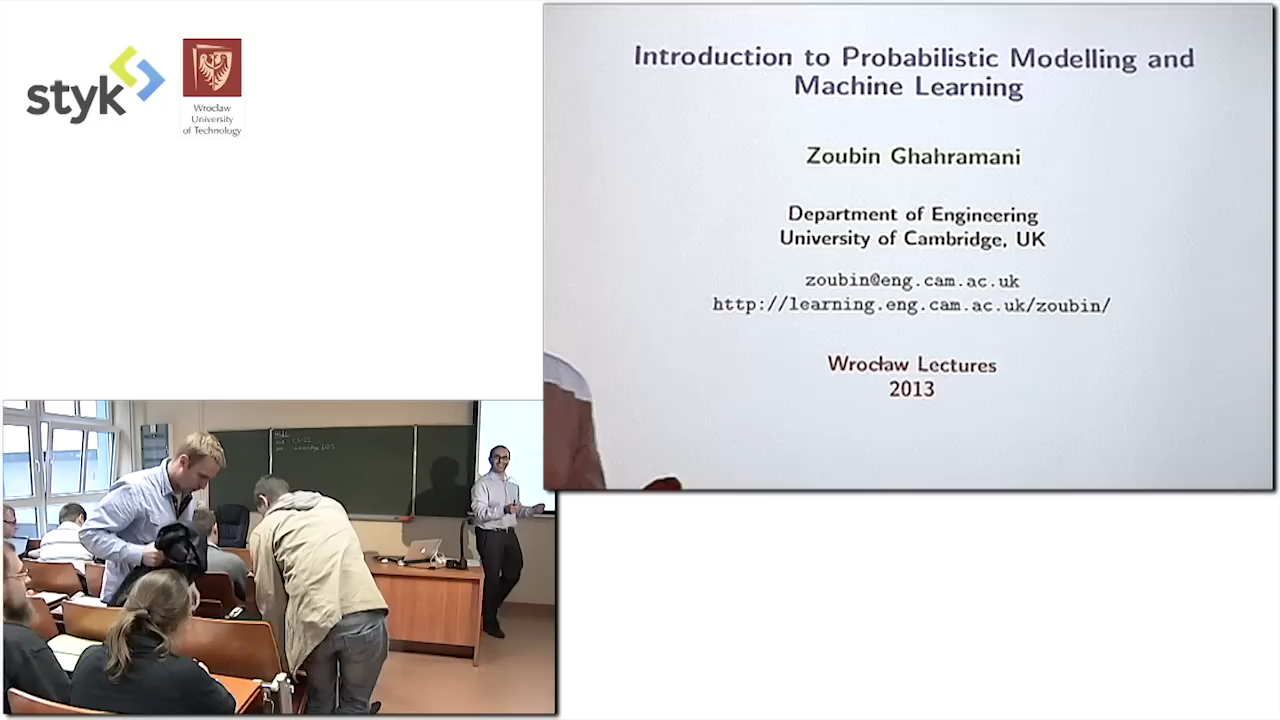 styk
Wrocław
University
of Technology
Introduction to Probabilistic Modelling and
Machine Learning
Zoubin Ghahramani
Department of Engineering
University of Cambridge, UK
zoubin@eng.cam.ac.uk
http://learning.eng.cam.ac.uk/zoubin/
Wrocław Lectures
2013